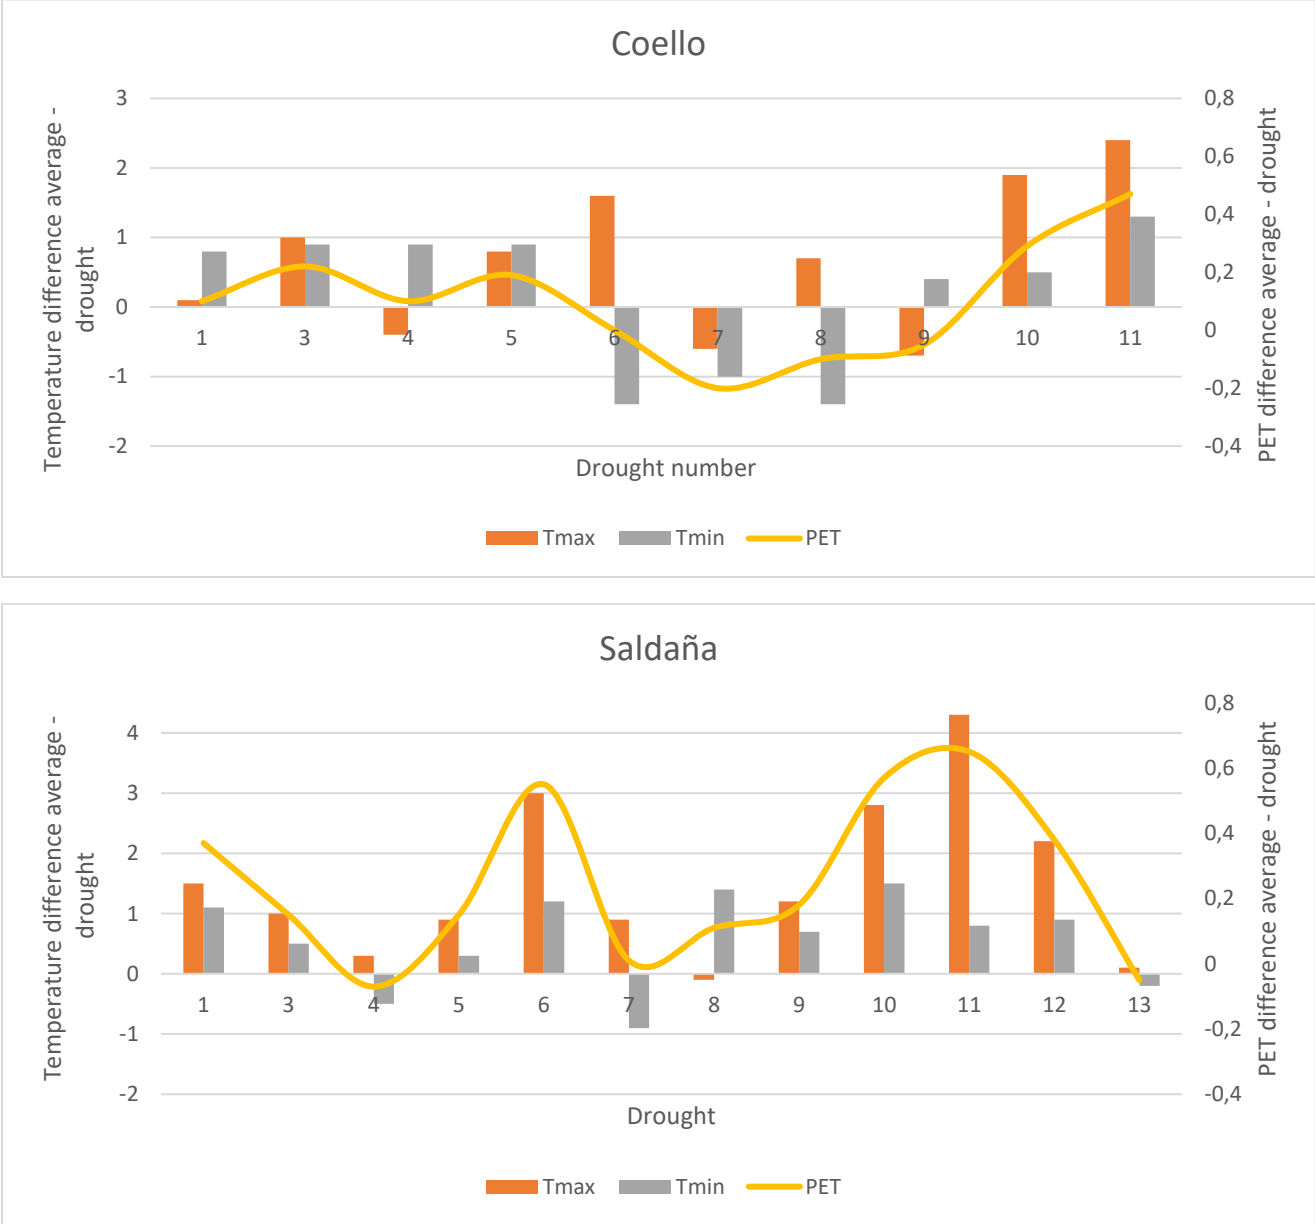 Coello
Temperature difference average -
drought
3
2
1
0
-1
-2
0,8
0,6
0,4
0,2
0
-0,2
-0,4
PET difference average - drought
1 3 4 5 6 7 8 9 10 11
Drought number
Tmax Tmin PET
Saldaña
Temperature difference average -
drought
4
3
2
1
0
-1
-2
0,8
0,6
0,4
0,2
0
-0,2
-0,4
PET difference average - drought
1 3 4 5 6 7 8 9 10 11 12 13
Drought
Tmax Tmin PET